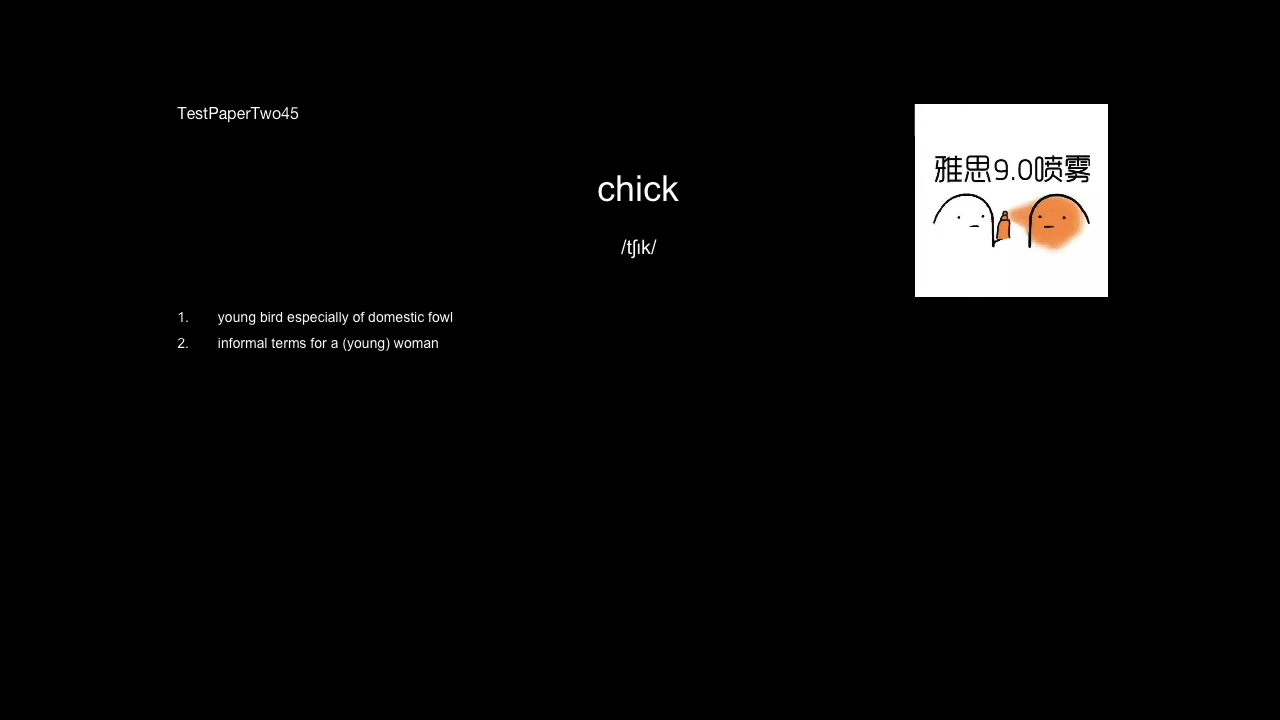 TestPaperTwo45
雅思9.0喷雾
chick
/tʃɪk/
1. young bird especially of domestic fowl
2. informal terms for a (young) woman